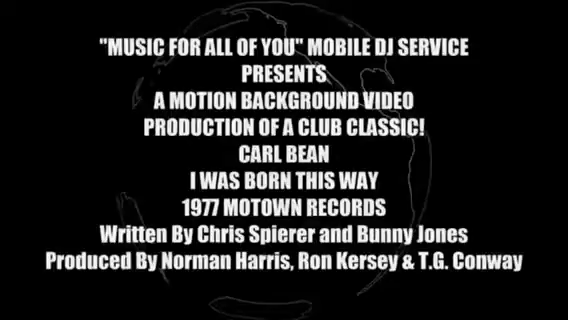 "MUSIC FOR ALL OF YOU" MOBILE DJ SERVICE
PRESENTS
A MOTION BACKGROUND VIDEO
PRODUCTION OF A CLUB CLASSIC!
CARL BEAN
I WAS BORN THIS WAY
1977 MOTOWN RECORDS
Written By Chris Spierer and Bunny Jones
Produced By Norman Harris, Ron Kersey & T.G. Conway